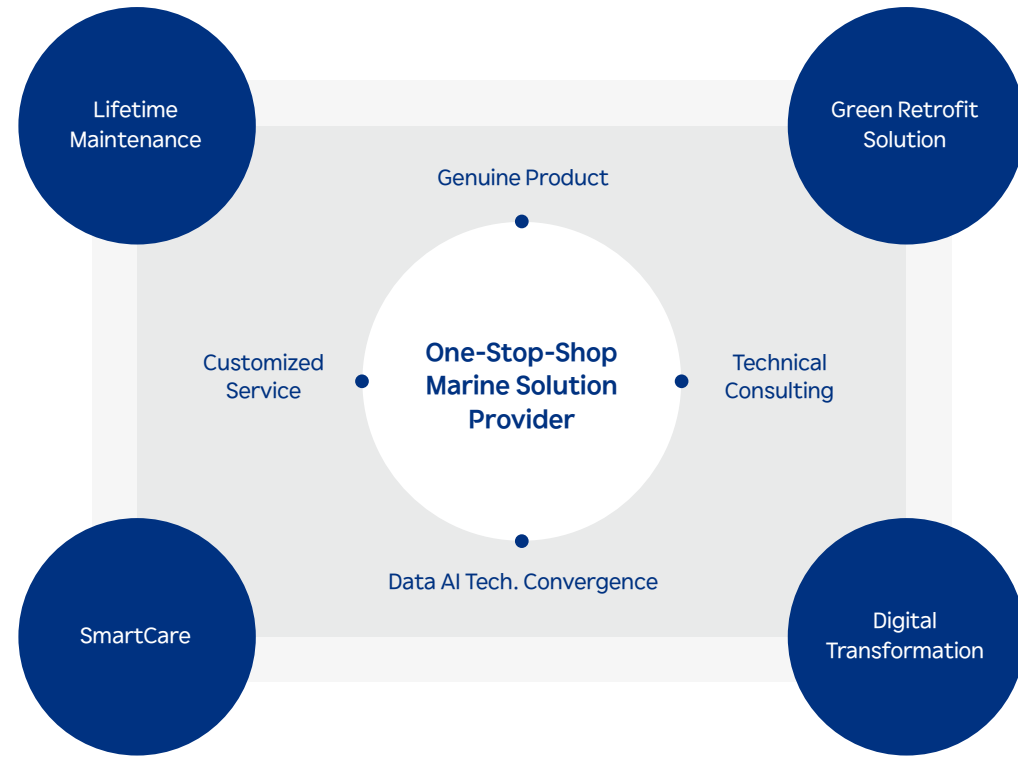 Lifetime
Maintenance
Green Retrofit
Solution
Genuine Product
Customized
Service
One-Stop-Shop
Marine Solution
Provider
Technical
Consulting
Data AI Tech. Convergence
SmartCare
Digital
Transformation